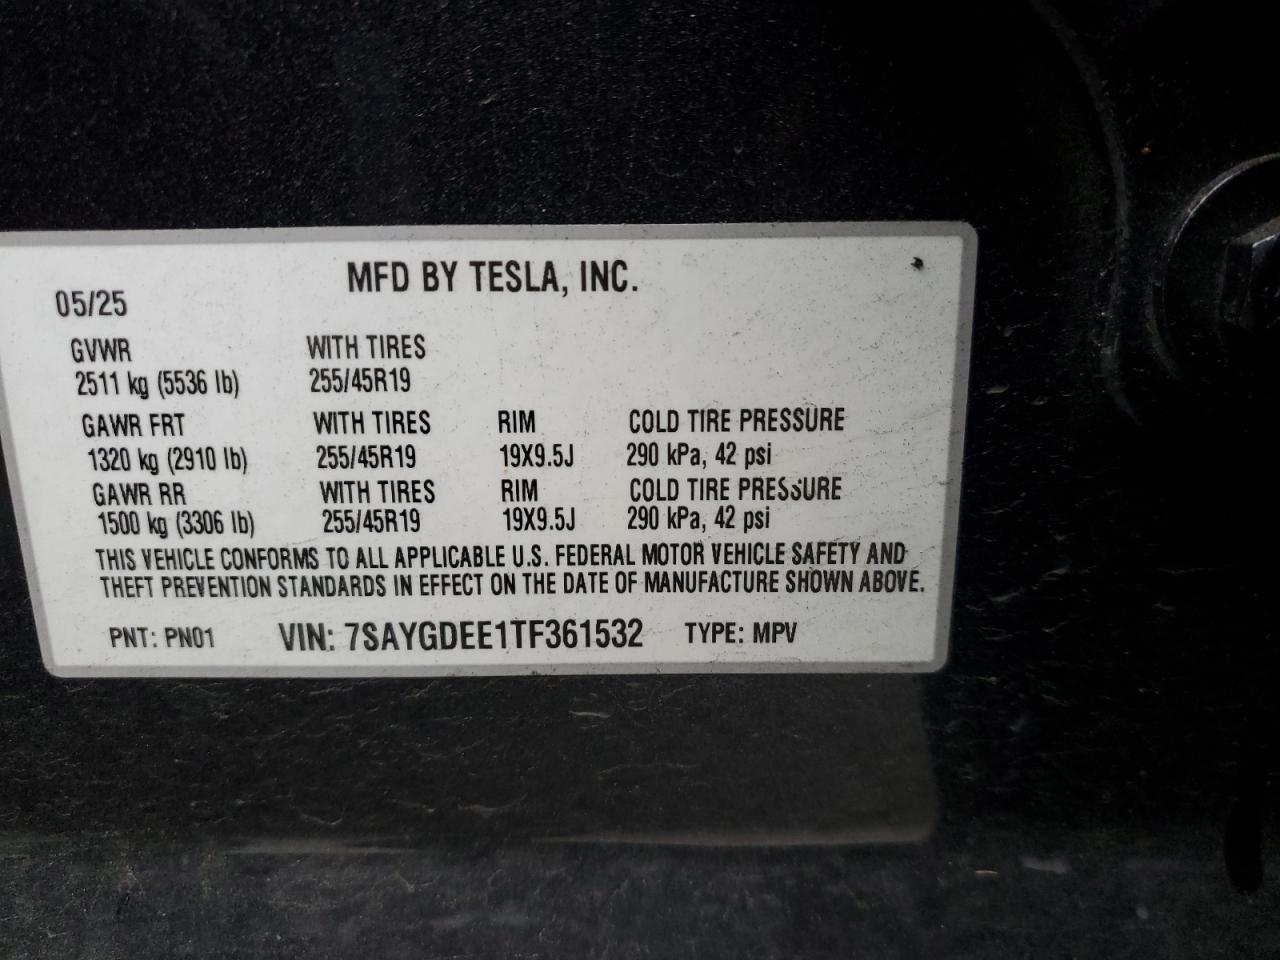 MFD BY TESLA, INC.
05/25
GVWR WITH TIRES
2511 kg (5536 lb) 255/45R19
GAWR FRT WITH TIRES RIM COLD TIRE PRESSURE
1320 kg (2910 lb) 255/45R19 19X9.5J 290 kPa, 42 psi
GAWR RR WITH TIRES RIM COLD TIRE PRESSURE
1500 kg (3306 lb) 255/45R19 19X9.5J 290 kPa, 42 psi
THIS VEHICLE CONFORMS TO ALL APPLICABLE U.S. FEDERAL MOTOR VEHICLE SAFETY AND
THEFT PREVENTION STANDARDS IN EFFECT ON THE DATE OF MANUFACTURE SHOWN ABOVE.
PNT: PN01 VIN: 7SAYGDEE1TF361532 TYPE: MPV